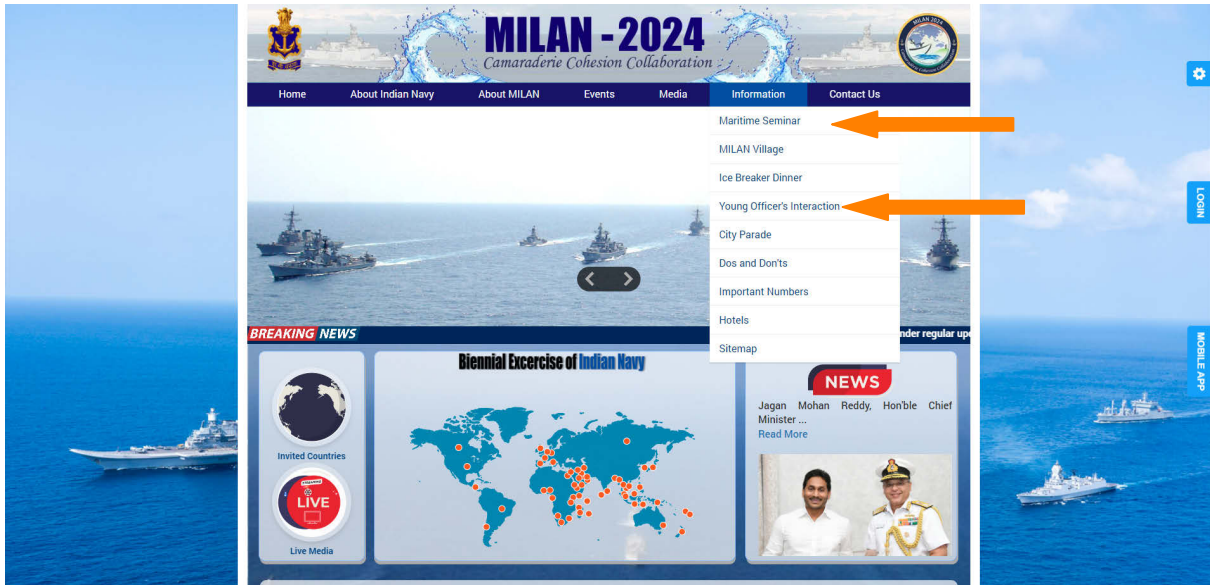 MILAN - 2024
Camaraderie Cohesion Collaboration
MILAN 2024
Home
About Indian Navy
About MILAN
Events
Media
Information
Contact Us
Maritime Seminar
MILAN Village
Ice Breaker Dinner
Young Officer's Interaction
City Parade
Dos and Don'ts
Important Numbers
Hotels
Sitemap
LOGIN
MOBILE APP
BREAKING NEWS
nder regular upd
Biennial Excercise of Indian Navy
Invited Countries
LIVE
Live Media
NEWS
Jagan Mohan Reddy, Hon'ble Chief
Minister ...
Read More